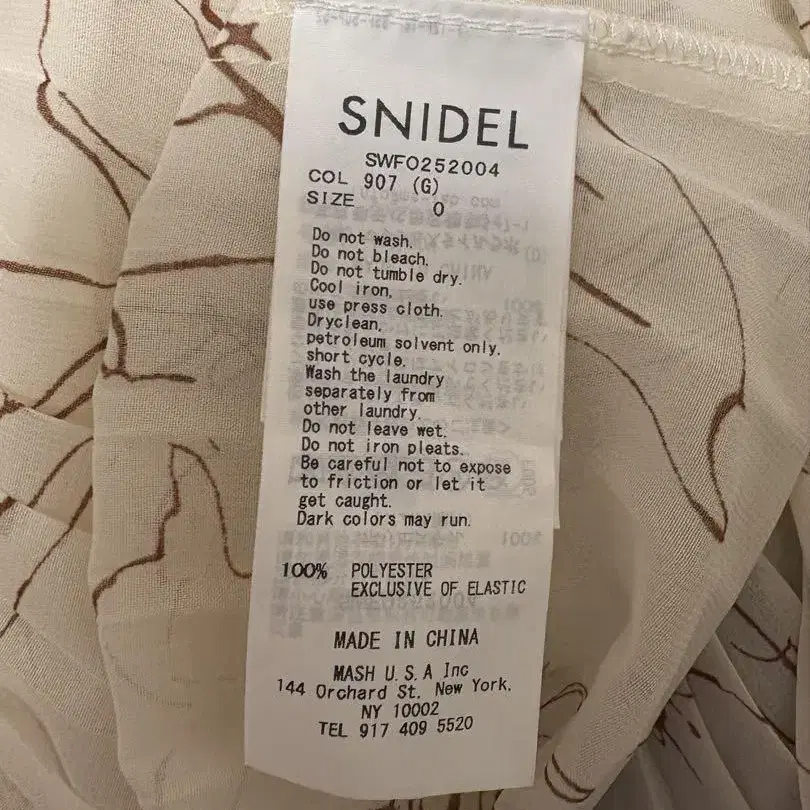 SNIDEL
SWFO252004
COL 907 (G)
SIZE 0
Do not wash.
Do not bleach.
Do not tumble dry.
Cool iron,
use press cloth.
Dryclean,
petroleum solvent only.
short cycle.
Wash the laundry
separately from
other laundry.
Do not leave wet.
Do not iron pleats.
Be careful not to expose
to friction or let it
get caught.
Dark colors may run.
100% POLYESTER
EXCLUSIVE OF ELASTIC
MADE IN CHINA
MASH U.S.A Inc
144 Orchard St. New York.
NY 10002
TEL 917 409 5520